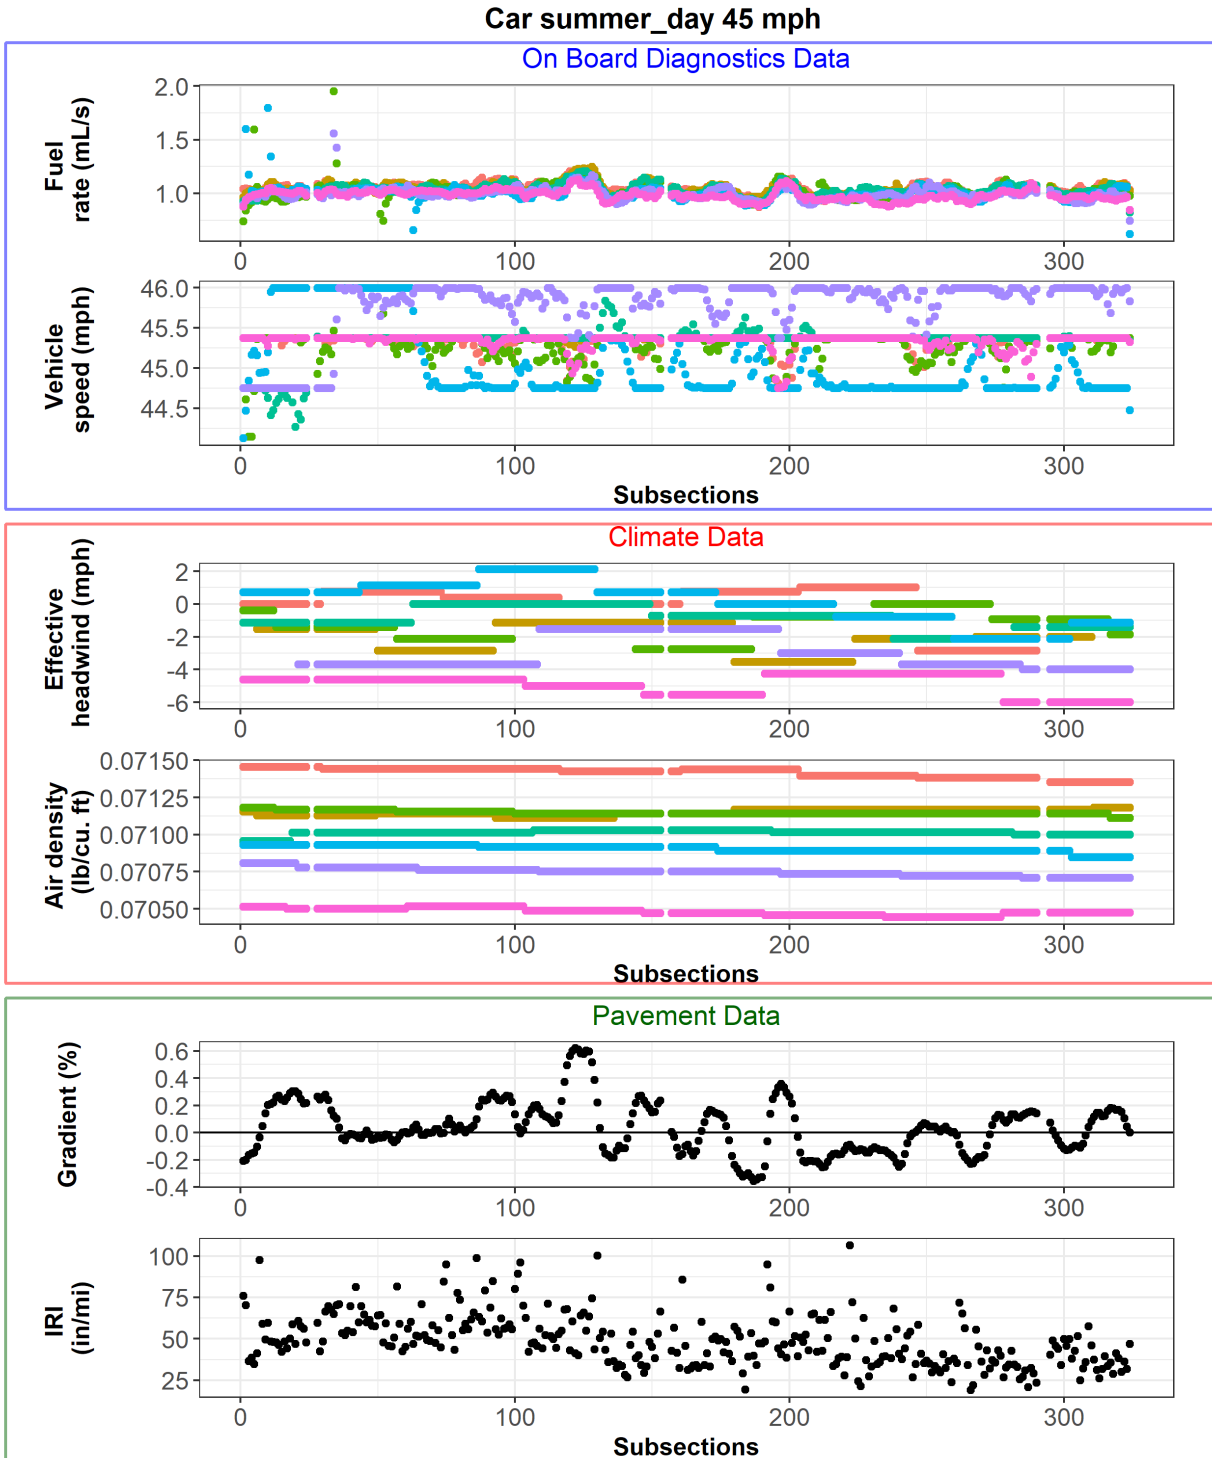 Car summer_day 45 mph
On Board Diagnostics Data
Fuel
rate (mL/s)
2.0
1.5
1.0
0 100 200 300
Vehicle
speed (mph)
46.0
45.5
45.0
44.5
0 100 200 300
Subsections
Climate Data
Effective
headwind (mph)
2
0
-2
-4
-6
0 100 200 300
Air density
(lb/cu. ft)
0.07150
0.07125
0.07100
0.07075
0.07050
0 100 200 300
Subsections
Pavement Data
Gradient (%)
0.6
0.4
0.2
0.0
-0.2
-0.4
0 100 200 300
IRI
(in/mi)
100
75
50
25
0 100 200 300
Subsections